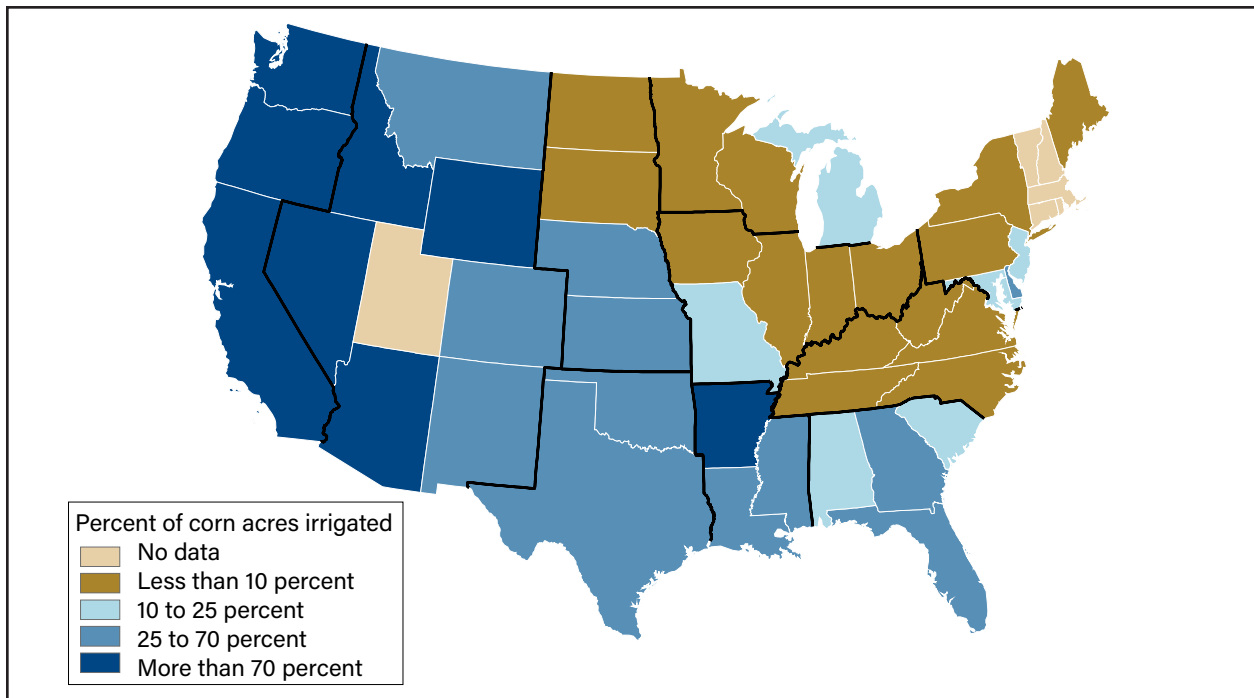 Percent of corn acres irrigated
No data
Less than 10 percent
10 to 25 percent
25 to 70 percent
More than 70 percent